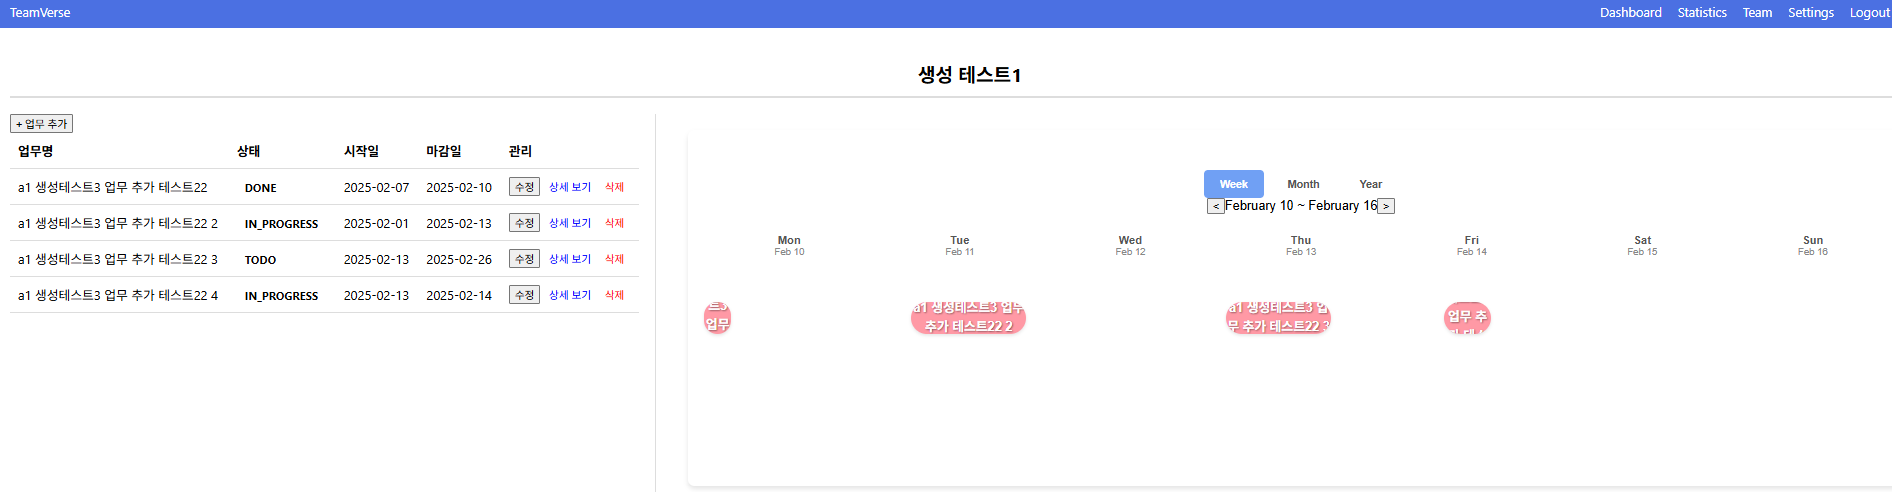 TeamVerse Dashboard Statistics Team Settings Logout
생성 테스트1
+ 업무 추가
업무명 상태 시작일 마감일 관리
a1 생성테스트3 업무 추가 테스트22 DONE 2025-02-07 2025-02-10 수정 상세 보기 삭제
a1 생성테스트3 업무 추가 테스트22 2 IN_PROGRESS 2025-02-01 2025-02-13 수정 상세 보기 삭제
a1 생성테스트3 업무 추가 테스트22 3 TODO 2025-02-13 2025-02-26 수정 상세 보기 삭제
a1 생성테스트3 업무 추가 테스트22 4 IN_PROGRESS 2025-02-13 2025-02-14 수정 상세 보기 삭제
Week Month Year
< February 10 ~ February 16 >
Mon Tue Wed Thu Fri Sat Sun
Feb 10 Feb 11 Feb 12 Feb 13 Feb 14 Feb 15 Feb 16
업무
a1 생성테스트3 업무
추가 테스트22 2
a1 생성테스트3 업
무 추가 테스트22 3
업무 추